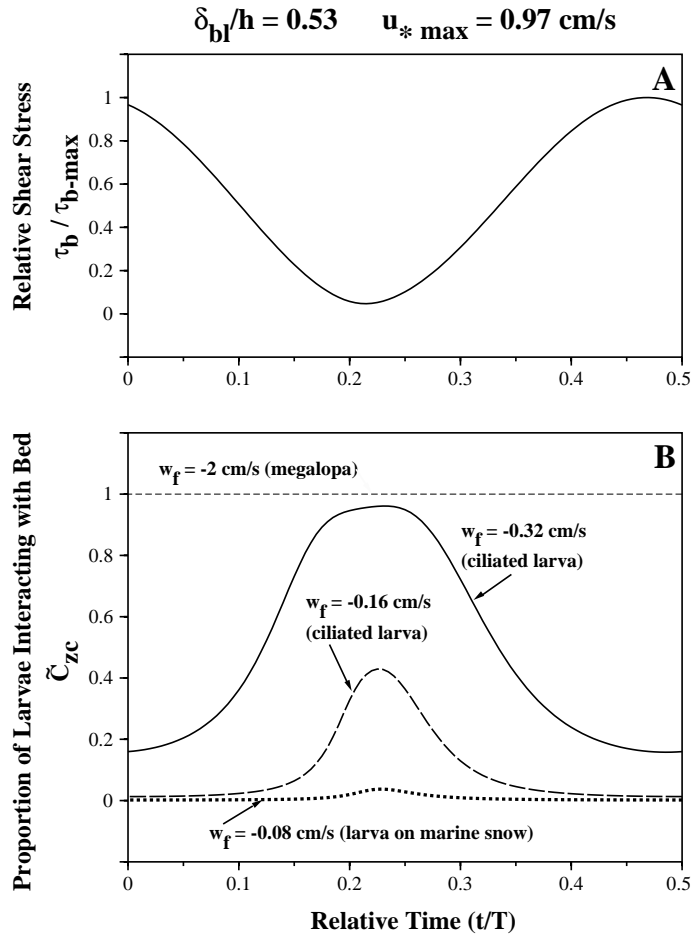 δbl/h = 0.53 u* max = 0.97 cm/s
A
Relative Shear Stress
τb / τb-max
1
0.8
0.6
0.4
0.2
0
0 0.1 0.2 0.3 0.4 0.5
B
Proportion of Larvae Interacting with Bed
C̃zc
1
0.8
0.6
0.4
0.2
0
wf = -2 cm/s (megalopa)
wf = -0.32 cm/s
(ciliated larva)
wf = -0.16 cm/s
(ciliated larva)
wf = -0.08 cm/s (larva on marine snow)
0 0.1 0.2 0.3 0.4 0.5
Relative Time (t/T)